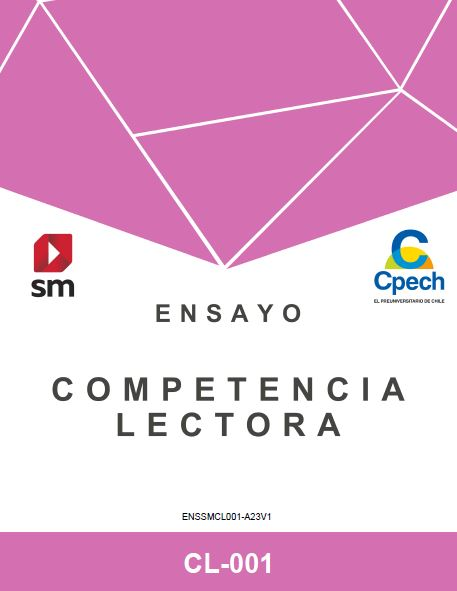 sm
Cpech
EL PREUNIVERSITARIO DE CHILE
ENSAYO
COMPETENCIA
LECTORA
ENSSMCL001-A23V1
CL-001